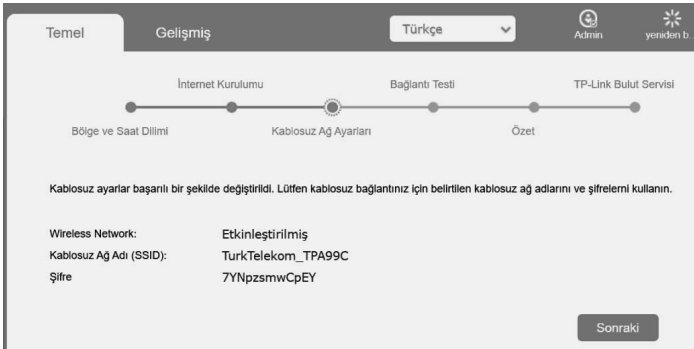 Temel
Gelişmiş
Türkçe
Admin
yeniden b..
İnternet Kurulumu
Bağlantı Testi
TP-Link Bulut Servisi
Bölge ve Saat Dilimi
Kablosuz Ağ Ayarları
Özet
Kablosuz ayarlar başarılı bir şekilde değiştirildi. Lütfen kablosuz bağlantınız için belirtilen kablosuz ağ adlarını ve şifrelerni kullanın.
Wireless Network: Etkinleştirilmiş
Kablosuz Ağ Adı (SSID): TurkTelekom_TPA99C
Şifre 7YNpzsmwCpEY
Sonraki